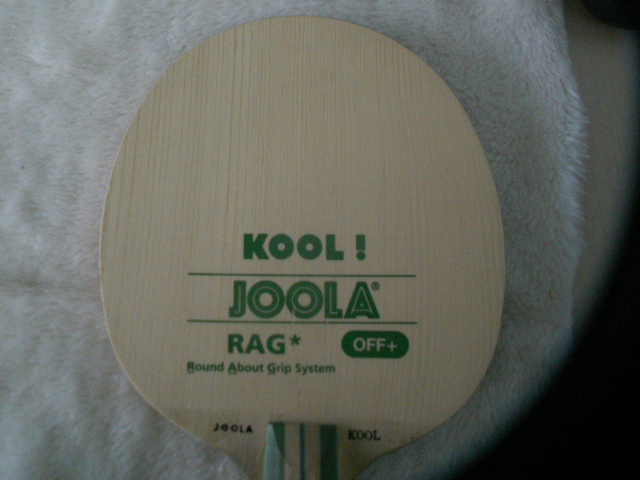 KOOL !
JOOLA®
RAG* OFF+
Round About Grip System
JOOLA KOOL